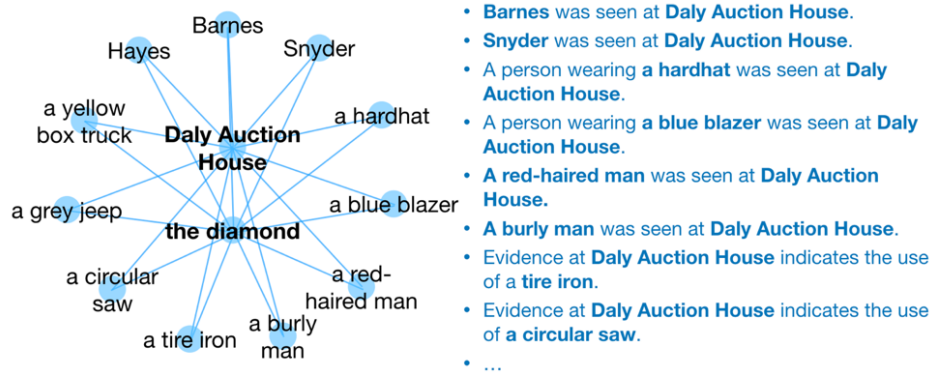 Barnes
Hayes
Snyder
a yellow
box truck
a hardhat
Daly Auction
House
a grey jeep
a blue blazer
the diamond
a circular
saw
a red-
haired man
a tire iron
a burly
man
• Barnes was seen at Daly Auction House.
• Snyder was seen at Daly Auction House.
• A person wearing a hardhat was seen at Daly
Auction House.
• A person wearing a blue blazer was seen at Daly
Auction House.
• A red-haired man was seen at Daly Auction
House.
• A burly man was seen at Daly Auction House.
• Evidence at Daly Auction House indicates the use
of a tire iron.
• Evidence at Daly Auction House indicates the use
of a circular saw.
• …